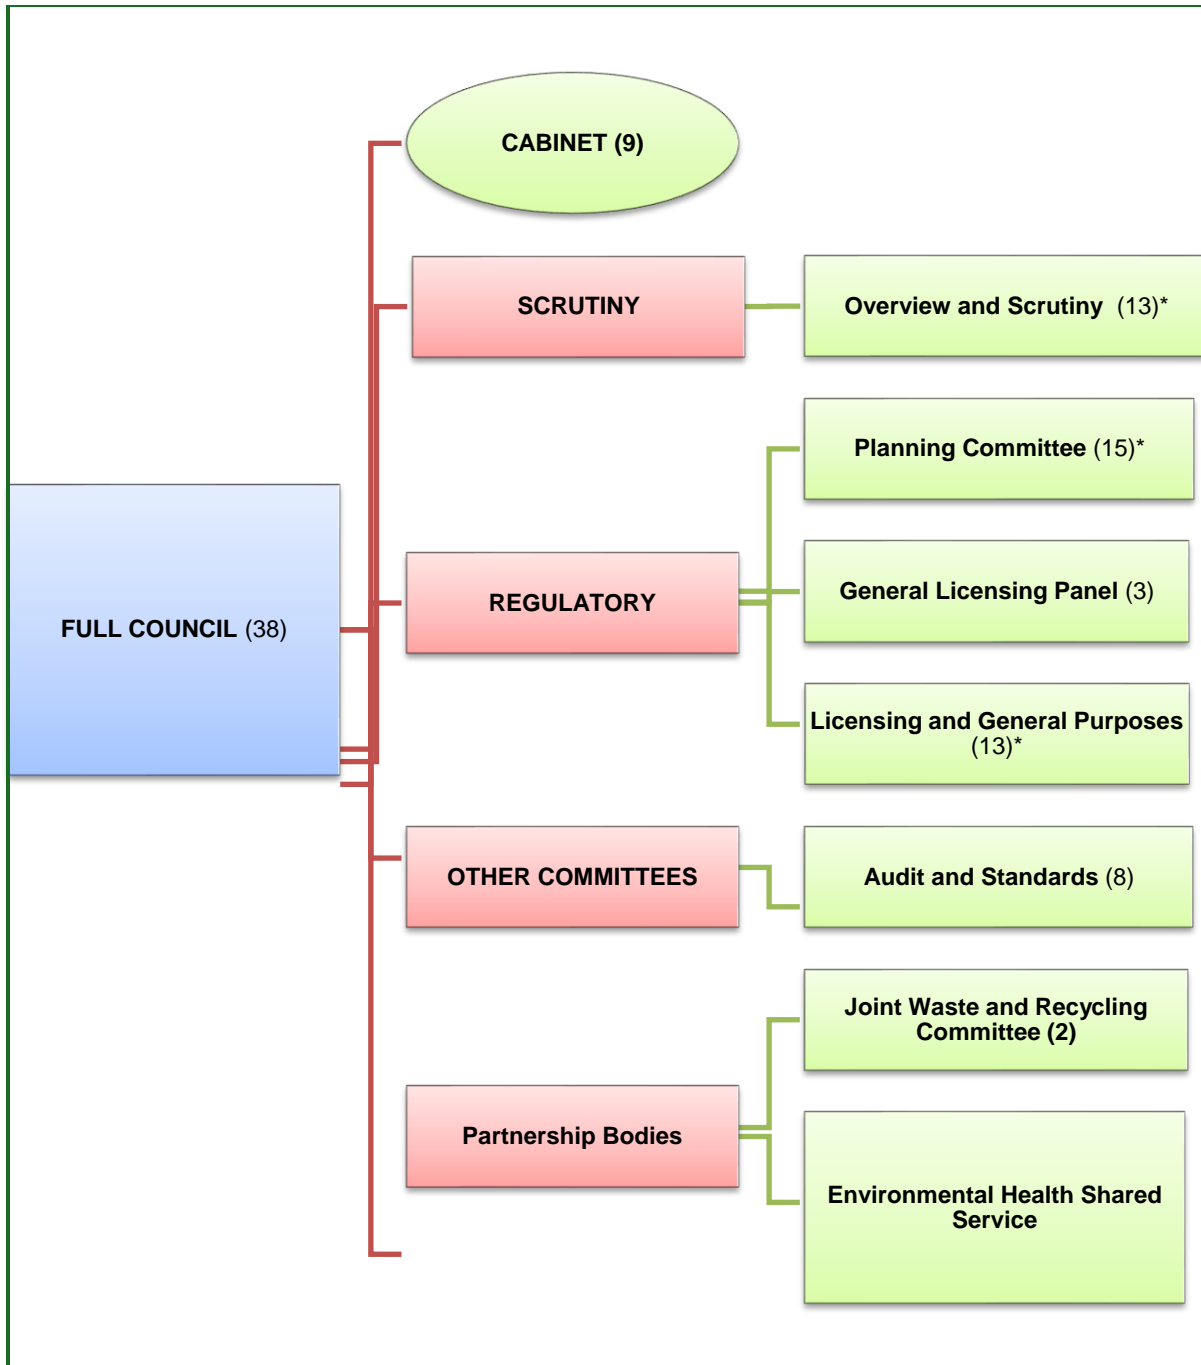 CABINET (9)
SCRUTINY
Overview and Scrutiny (13)*
Planning Committee (15)*
FULL COUNCIL (38)
REGULATORY
General Licensing Panel (3)
Licensing and General Purposes
(13)*
OTHER COMMITTEES
Audit and Standards (8)
Joint Waste and Recycling
Committee (2)
Partnership Bodies
Environmental Health Shared
Service